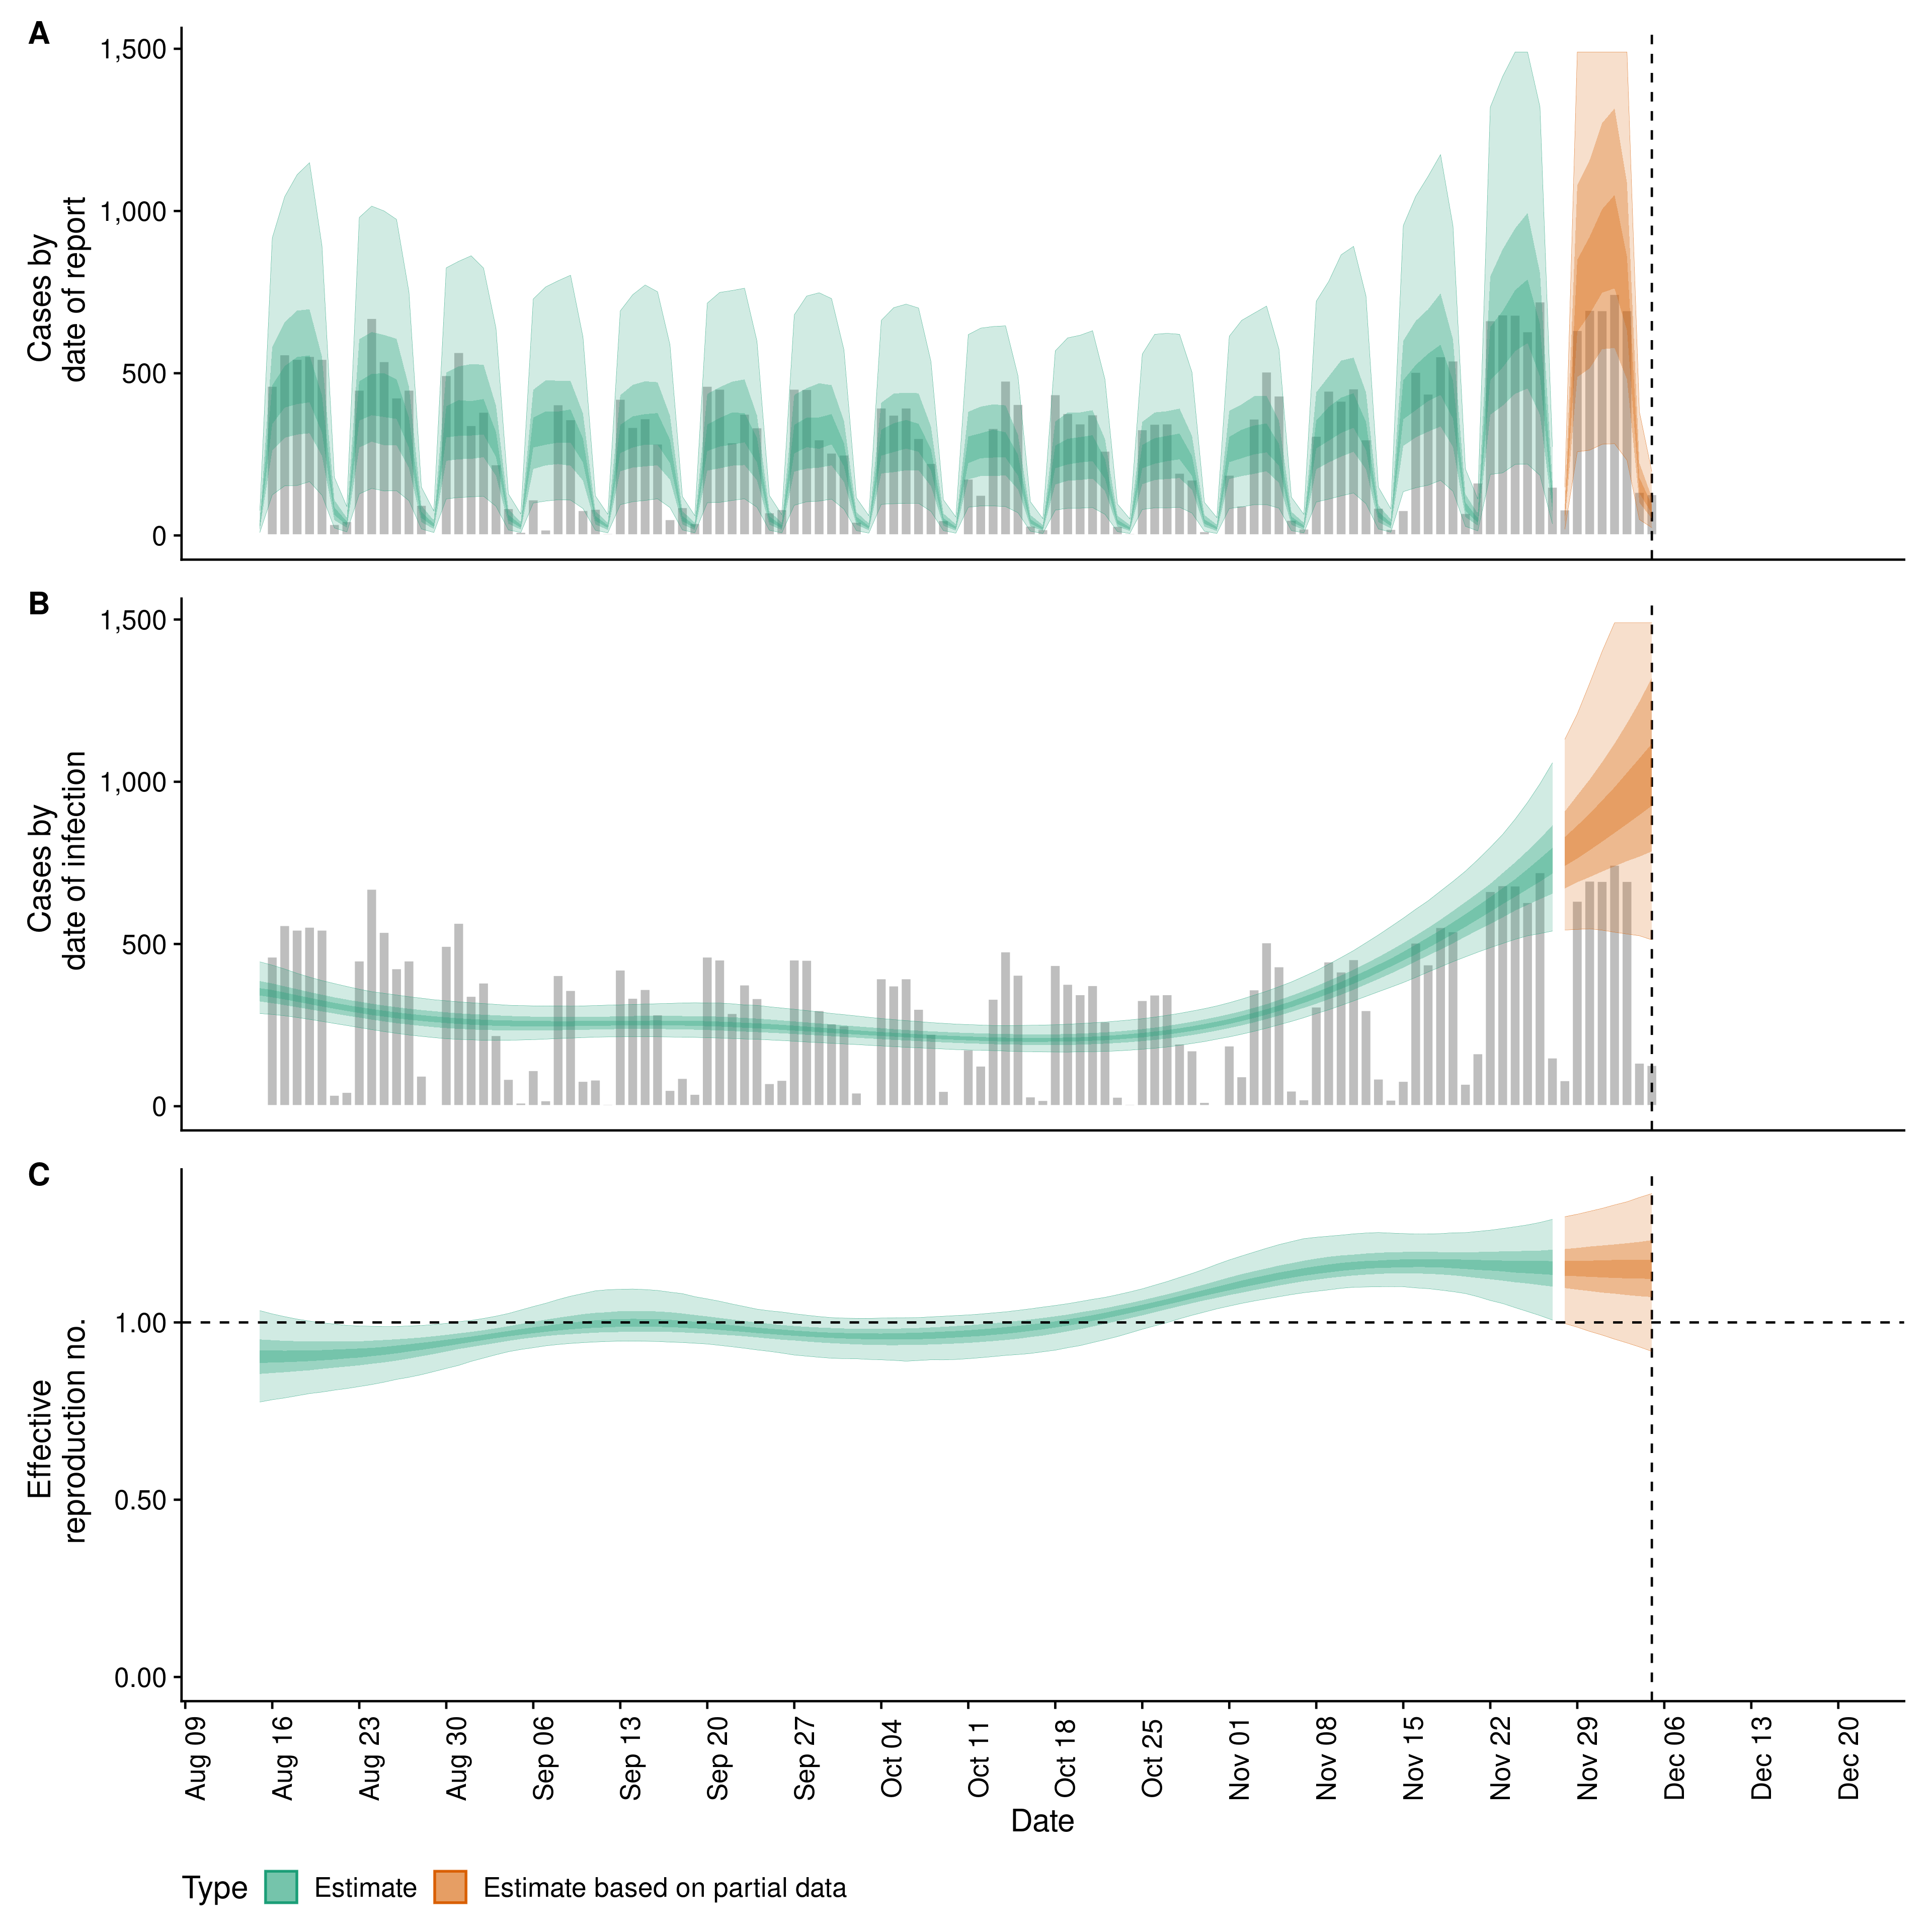 A
1,500
1,000
500
0
Cases by
date of report
B
1,500
1,000
500
0
Cases by
date of infection
C
1.00
0.50
0.00
Effective
reproduction no.
Aug 09
Aug 16
Aug 23
Aug 30
Sep 06
Sep 13
Sep 20
Sep 27
Oct 04
Oct 11
Oct 18
Oct 25
Nov 01
Nov 08
Nov 15
Nov 22
Nov 29
Dec 06
Dec 13
Dec 20
Date
Type Estimate Estimate based on partial data